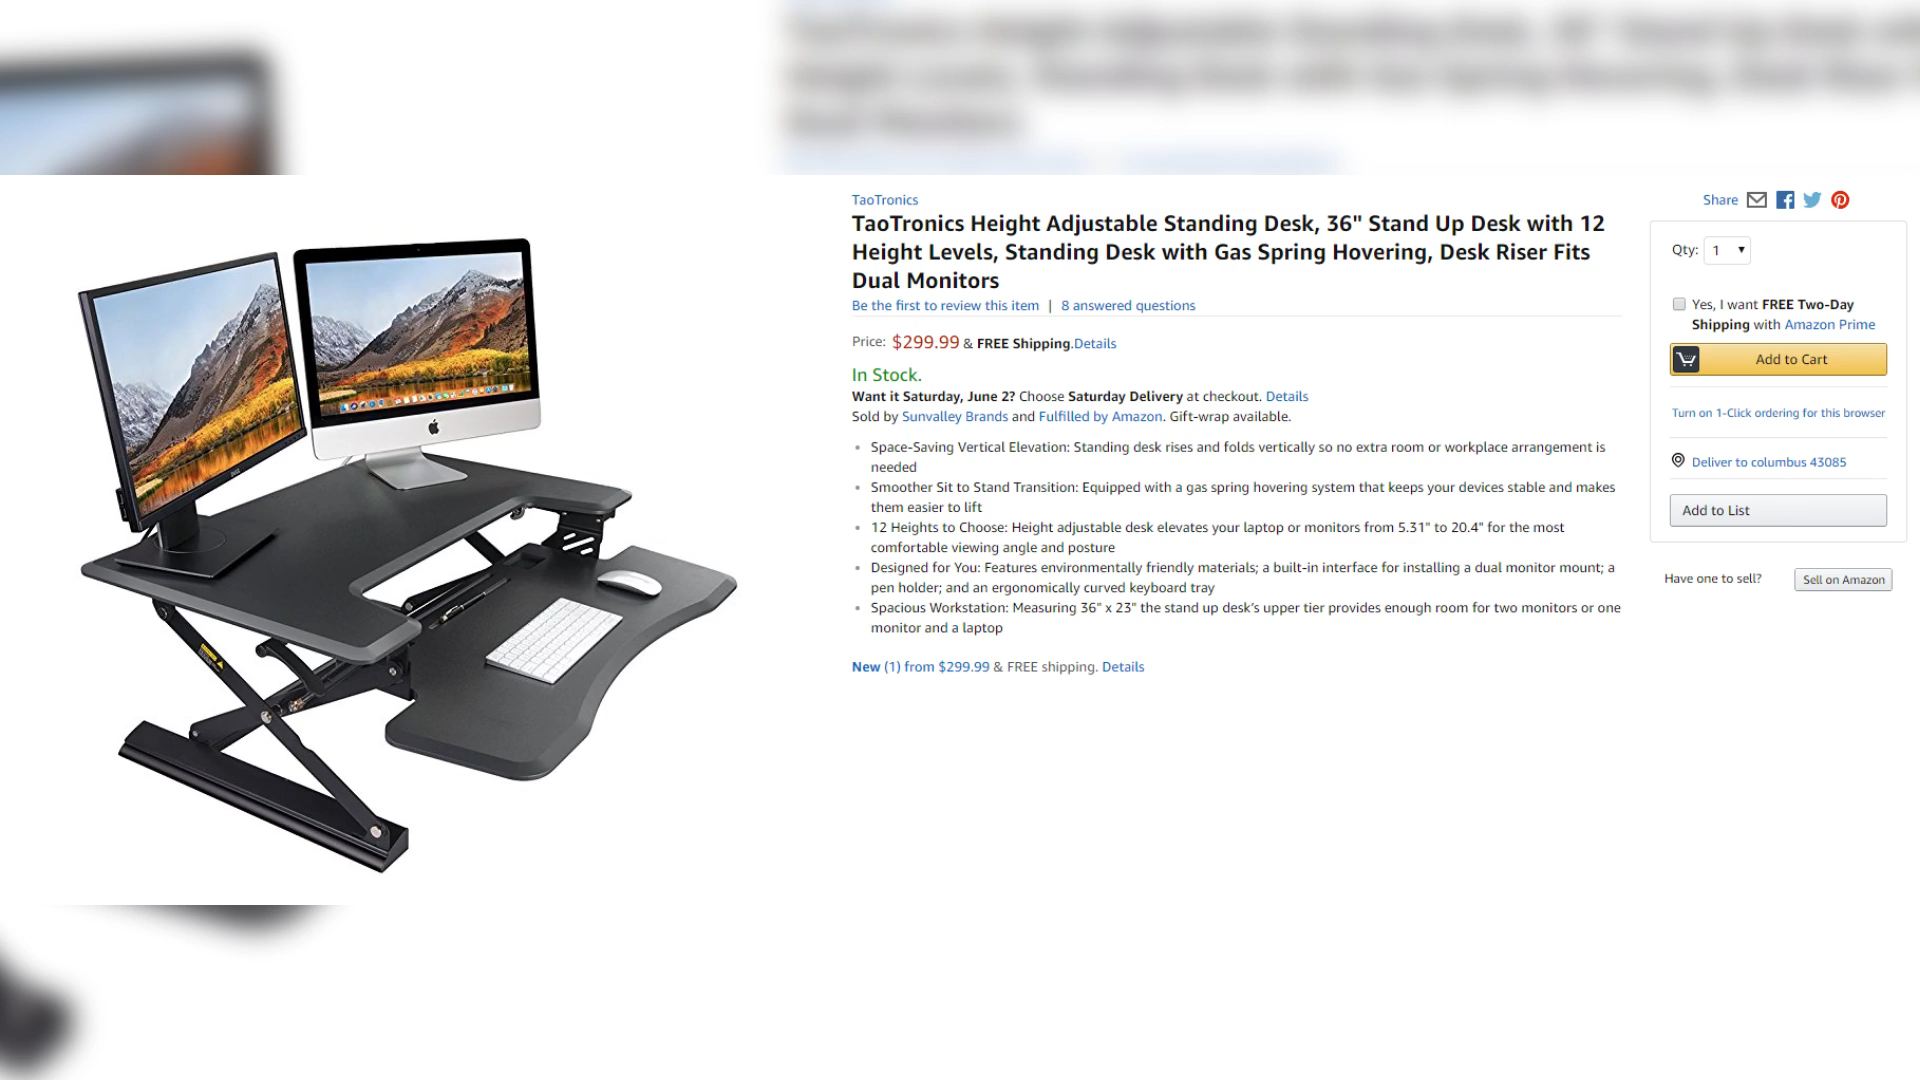 TaoTronics
TaoTronics Height Adjustable Standing Desk, 36" Stand Up Desk with 12
Height Levels, Standing Desk with Gas Spring Hovering, Desk Riser Fits
Dual Monitors
Be the first to review this item | 8 answered questions
Price: $299.99 & FREE Shipping. Details
In Stock.
Want it Saturday, June 2? Choose Saturday Delivery at checkout. Details
Sold by Sunvalley Brands and Fulfilled by Amazon. Gift-wrap available.
Space-Saving Vertical Elevation: Standing desk rises and folds vertically so no extra room or workplace arrangement is
needed
Smoother Sit to Stand Transition: Equipped with a gas spring hovering system that keeps your devices stable and makes
them easier to lift
12 Heights to Choose: Height adjustable desk elevates your laptop or monitors from 5.31" to 20.4" for the most
comfortable viewing angle and posture
Designed for You: Features environmentally friendly materials; a built-in interface for installing a dual monitor mount; a
pen holder; and an ergonomically curved keyboard tray
Spacious Workstation: Measuring 36" x 23" the stand up desk's upper tier provides enough room for two monitors or one
monitor and a laptop
New (1) from $299.99 & FREE shipping. Details
Share
Qty: 1
Yes, I want FREE Two-Day
Shipping with Amazon Prime
Add to Cart
Turn on 1-Click ordering for this browser
Deliver to columbus 43085
Add to List
Have one to sell? Sell on Amazon